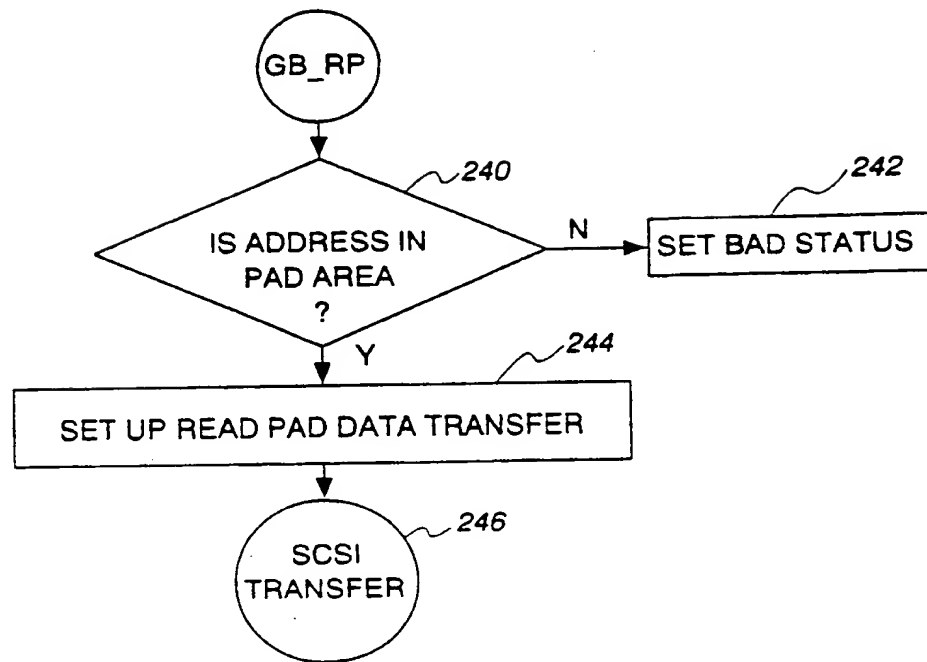 GB_RP
240
IS ADDRESS IN
PAD AREA
?
N
242
SET BAD STATUS
Y
244
SET UP READ PAD DATA TRANSFER
246
SCSI
TRANSFER